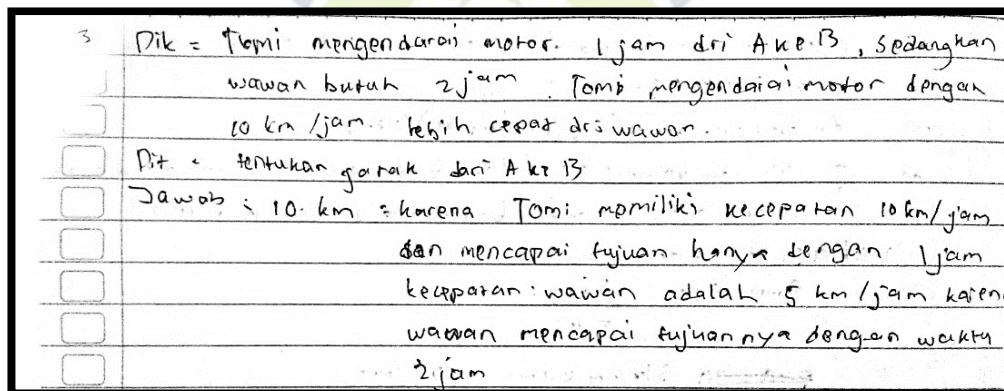 3 Dik = Tomi mengendarai motor. 1 jam dri A ke B, sedangkan
wawan butuh 2 jam. Tomi mengendarai motor dengan
10 km /jam. lebih cepat dri wawan.
Dit : tentukan jarak dari A ke B
Jawab : 10. km = karena Tomi memiliki kecepatan 10 km/jam
dan mencapai tujuan hanya dengan 1 jam
kecepatan : wawan adalah 5 km /jam karen
wawan mencapai tujuannya dengan waktu
2 jam